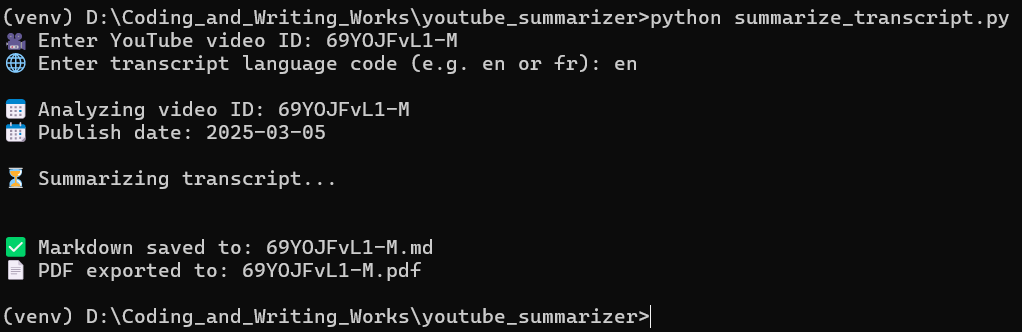 (venv) D:\Coding_and_Writing_Works\youtube_summarizer>python summarize_transcript.py
🎥 Enter YouTube video ID: 69YOJFvL1-M
🌐 Enter transcript language code (e.g. en or fr): en
📅 Analyzing video ID: 69YOJFvL1-M
📆 Publish date: 2025-03-05
⏳ Summarizing transcript...
✅ Markdown saved to: 69YOJFvL1-M.md
📄 PDF exported to: 69YOJFvL1-M.pdf
(venv) D:\Coding_and_Writing_Works\youtube_summarizer>